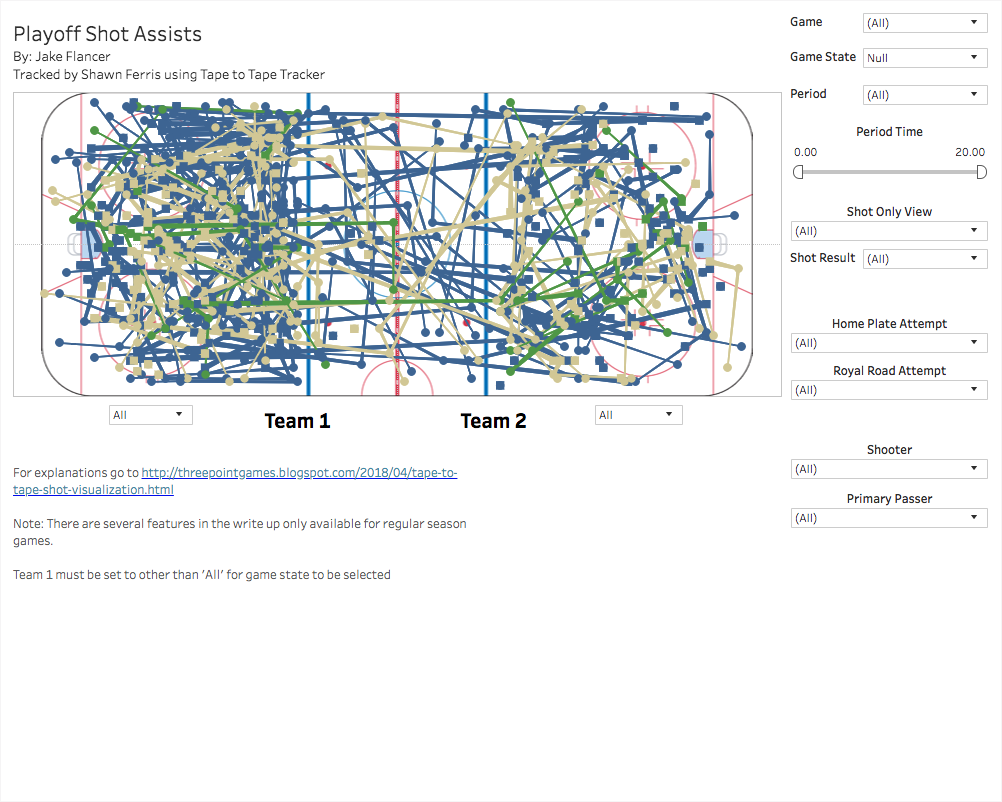 Playoff Shot Assists
By: Jake Flancer
Tracked by Shawn Ferris using Tape to Tape Tracker
Game (All)
Game State Null
Period (All)
Period Time
0.00 20.00
Shot Only View
(All)
Shot Result (All)
Home Plate Attempt
(All)
Royal Road Attempt
(All)
Shooter
(All)
Primary Passer
(All)
All Team 1 Team 2 All
For explanations go to http://threepointgames.blogspot.com/2018/04/tape-to-
tape-shot-visualization.html
Note: There are several features in the write up only available for regular season
games.
Team 1 must be set to other than ‘All’ for game state to be selected